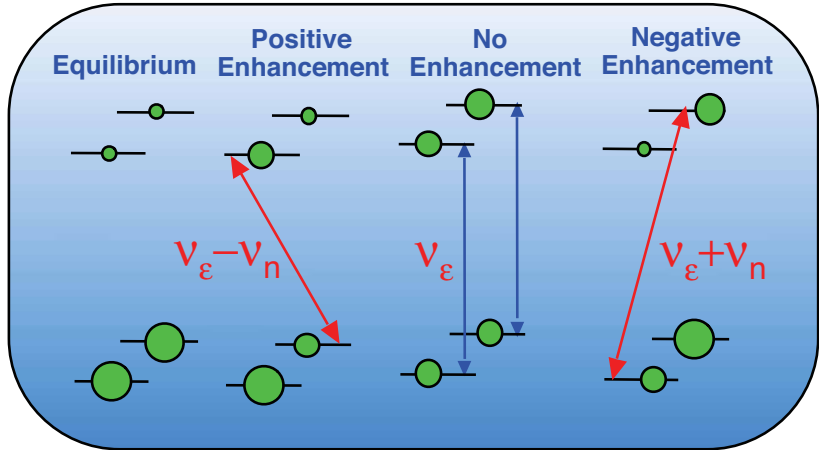 Equilibrium
Positive
Enhancement
No
Enhancement
Negative
Enhancement
νε−νn
νε
νε+νn